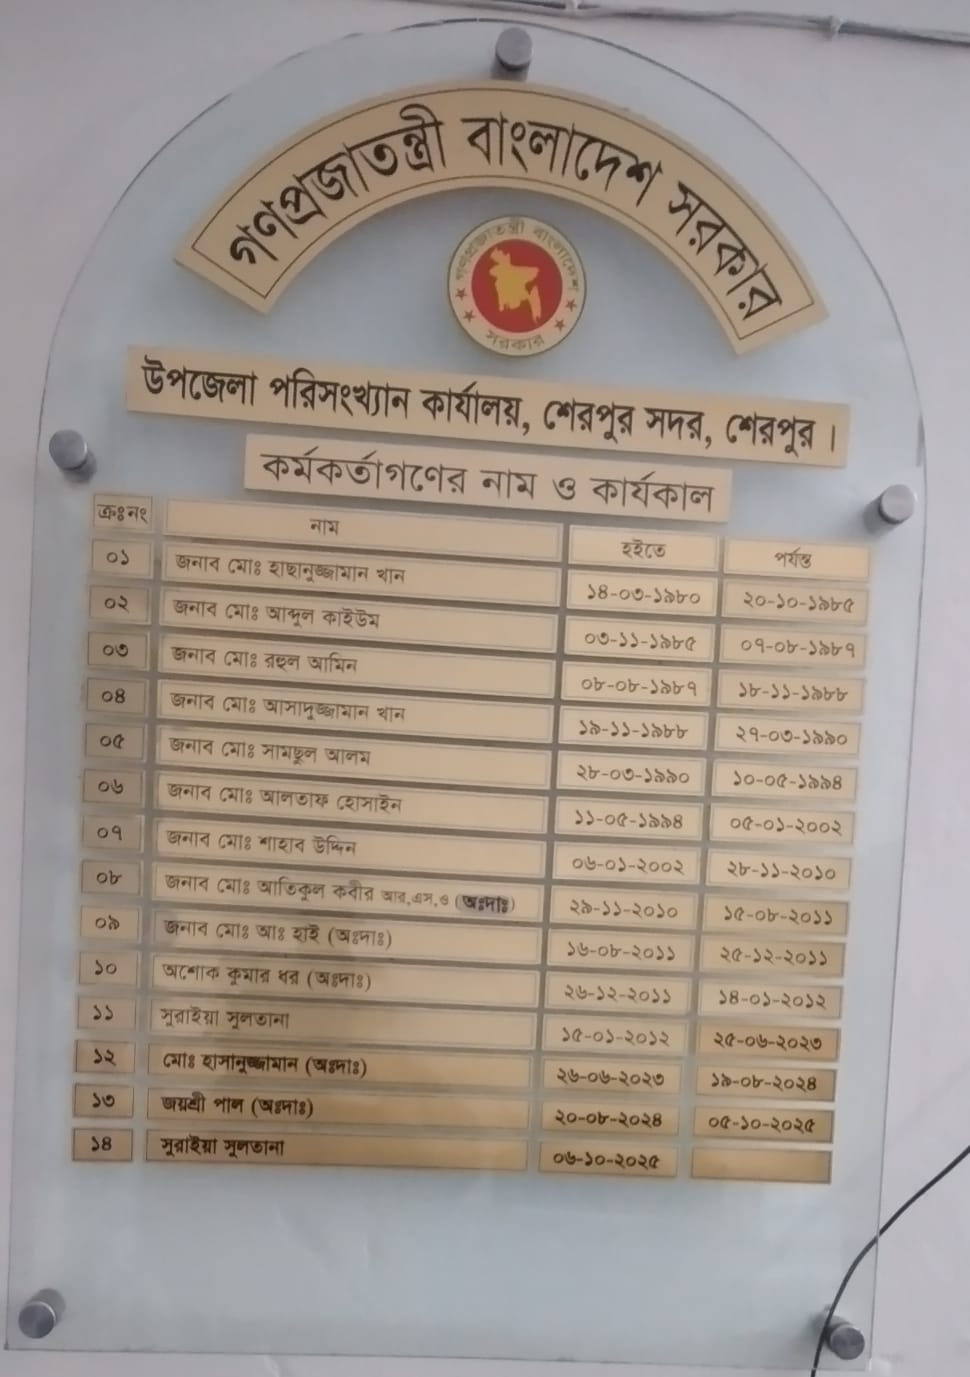 গণপ্রজাতন্ত্রী বাংলাদেশ সরকার
গণপ্রজাতন্ত্রী বাংলাদেশ
সরকার
উপজেলা পরিসংখ্যান কার্যালয়, শেরপুর সদর, শেরপুর ।
কর্মকর্তাগণের নাম ও কার্যকাল
ক্রঃনং নাম হইতে পর্যন্ত
০১ জনাব মোঃ হাছানুজ্জামান খান ১৪-০৩-১৯৮০ ২০-১০-১৯৮৫
০২ জনাব মোঃ আব্দুল কাইউম ০৩-১১-১৯৮৫ ০৭-০৮-১৯৮৭
০৩ জনাব মোঃ রহুল আমিন ০৮-০৮-১৯৮৭ ১৮-১১-১৯৮৮
০৪ জনাব মোঃ আসাদুজ্জামান খান ১৯-১১-১৯৮৮ ২৭-০৩-১৯৯০
০৫ জনাব মোঃ সামছুল আলম ২৮-০৩-১৯৯০ ১০-০৫-১৯৯৪
০৬ জনাব মোঃ আলতাফ হোসাইন ১১-০৫-১৯৯৪ ০৫-০১-২০০২
০৭ জনাব মোঃ শাহাব উদ্দিন ০৬-০১-২০০২ ২৮-১১-২০১০
০৮ জনাব মোঃ আতিকুল কবীর আর,এস,ও (অঃদাঃ) ২৯-১১-২০১০ ১৫-০৮-২০১১
০৯ জনাব মোঃ আঃ হাই (অঃদাঃ) ১৬-০৮-২০১১ ২৫-১২-২০১১
১০ অশোক কুমার ধর (অঃদাঃ) ২৬-১২-২০১১ ১৪-০১-২০১২
১১ সুরাইয়া সুলতানা ১৫-০১-২০১২ ২৫-০৬-২০২৩
১২ মোঃ হাসানুজ্জামান (অঃদাঃ) ২৬-০৬-২০২৩ ১৯-০৮-২০২৪
১৩ জয়শ্রী পাল (অঃদাঃ) ২০-০৮-২০২৪ ০৫-১০-২০২৫
১৪ সুরাইয়া সুলতানা ০৬-১০-২০২৫